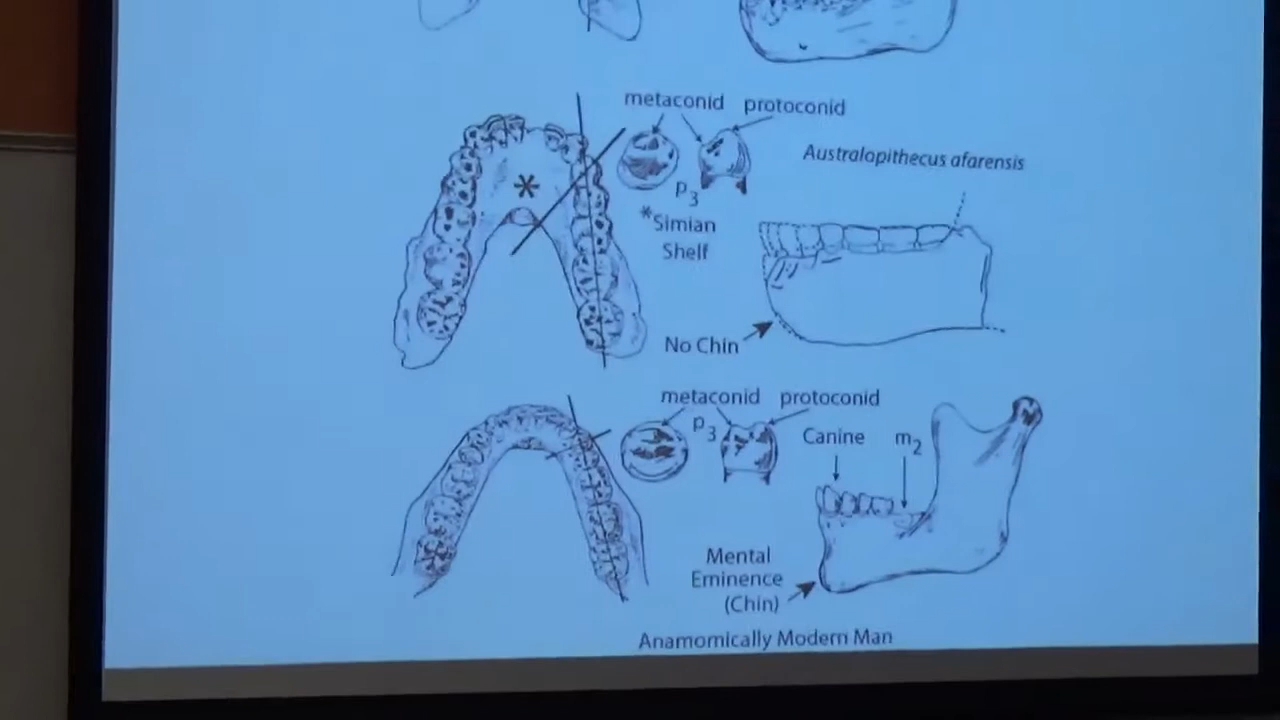 metaconid protoconid
Australopithecus afarensis
P3
*Simian
Shelf
*
No Chin
metaconid protoconid
P3
Canine m2
Mental
Eminence
(Chin)
Anamomically Modern Man